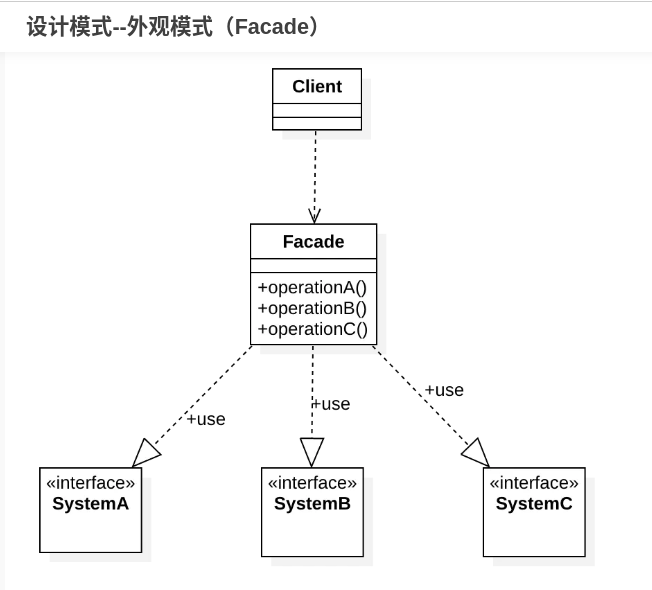 设计模式--外观模式（Facade）
Client
Facade
+operationA()
+operationB()
+operationC()
+use
+use
+use
«interface»
SystemA
«interface»
SystemB
«interface»
SystemC